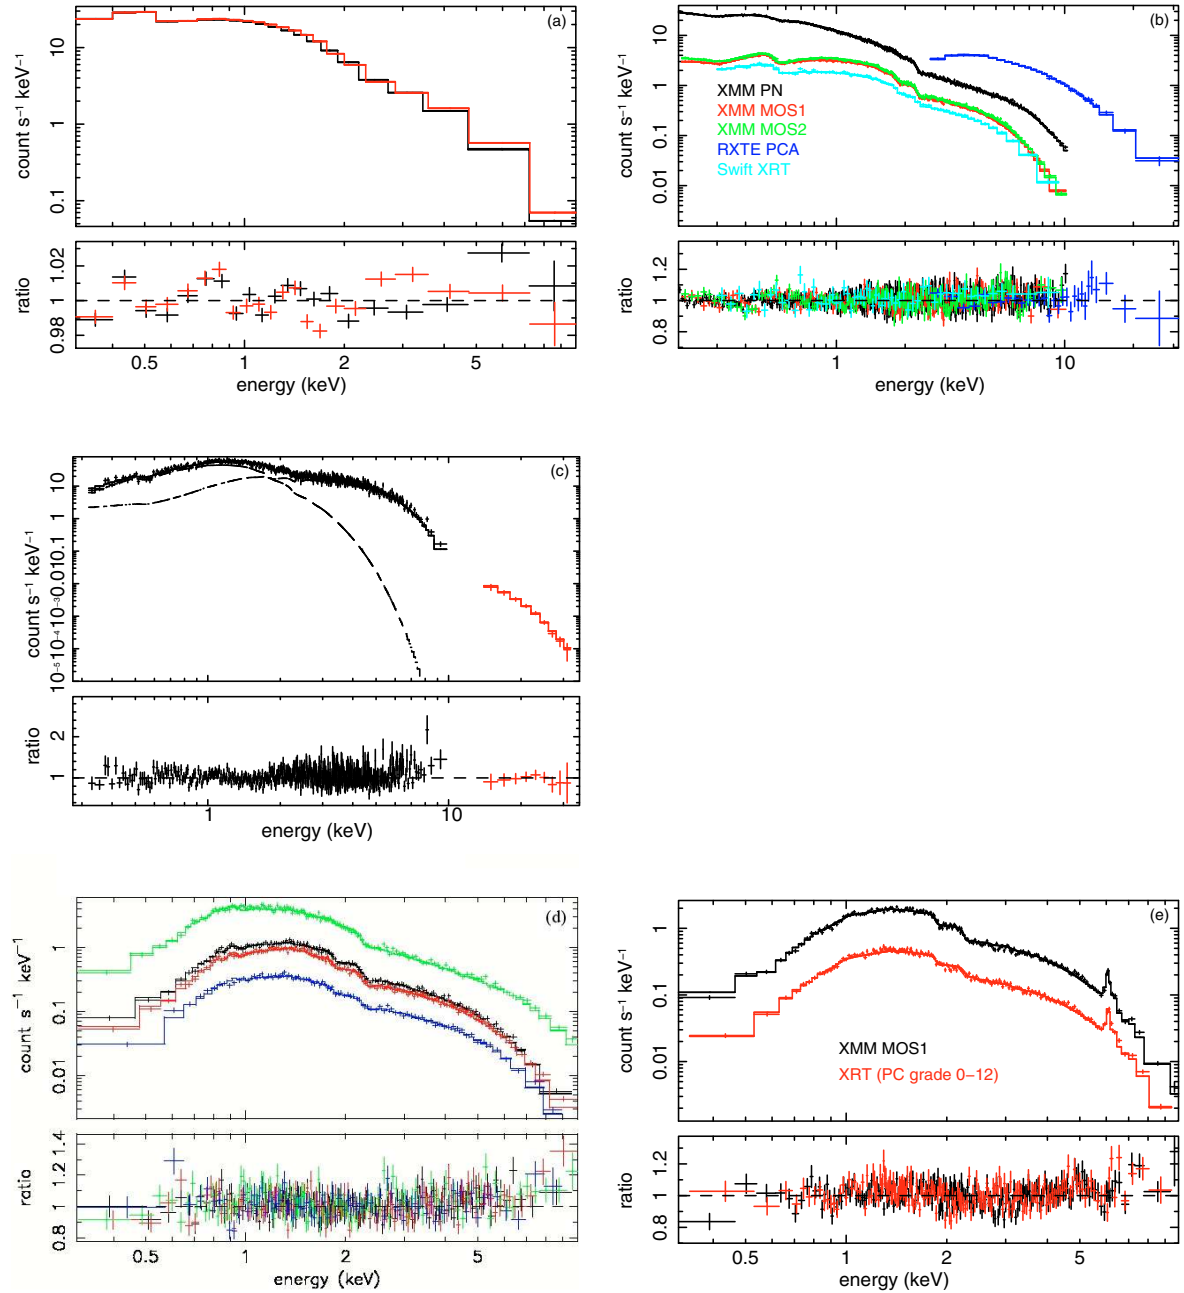 (a)
count s⁻¹ keV⁻¹
10
1
0.1
ratio
1.02
1
0.98
0.5
1
2
5
energy (keV)
(b)
count s⁻¹ keV⁻¹
10
1
0.1
0.01
XMM PN
XMM MOS1
XMM MOS2
RXTE PCA
Swift XRT
ratio
1.2
1
0.8
1
10
energy (keV)
(c)
count s⁻¹ keV⁻¹
10
1
0.1
0.01
10⁻³
10⁻⁴
10⁻⁵
ratio
2
1
1
10
energy (keV)
(d)
count s⁻¹ keV⁻¹
1
0.1
0.01
ratio
1.4
1.2
1
0.8
0.5
1
2
5
energy (keV)
(e)
count s⁻¹ keV⁻¹
1
0.1
0.01
XMM MOS1
XRT (PC grade 0–12)
ratio
1.2
1
0.8
0.5
1
2
5
energy (keV)